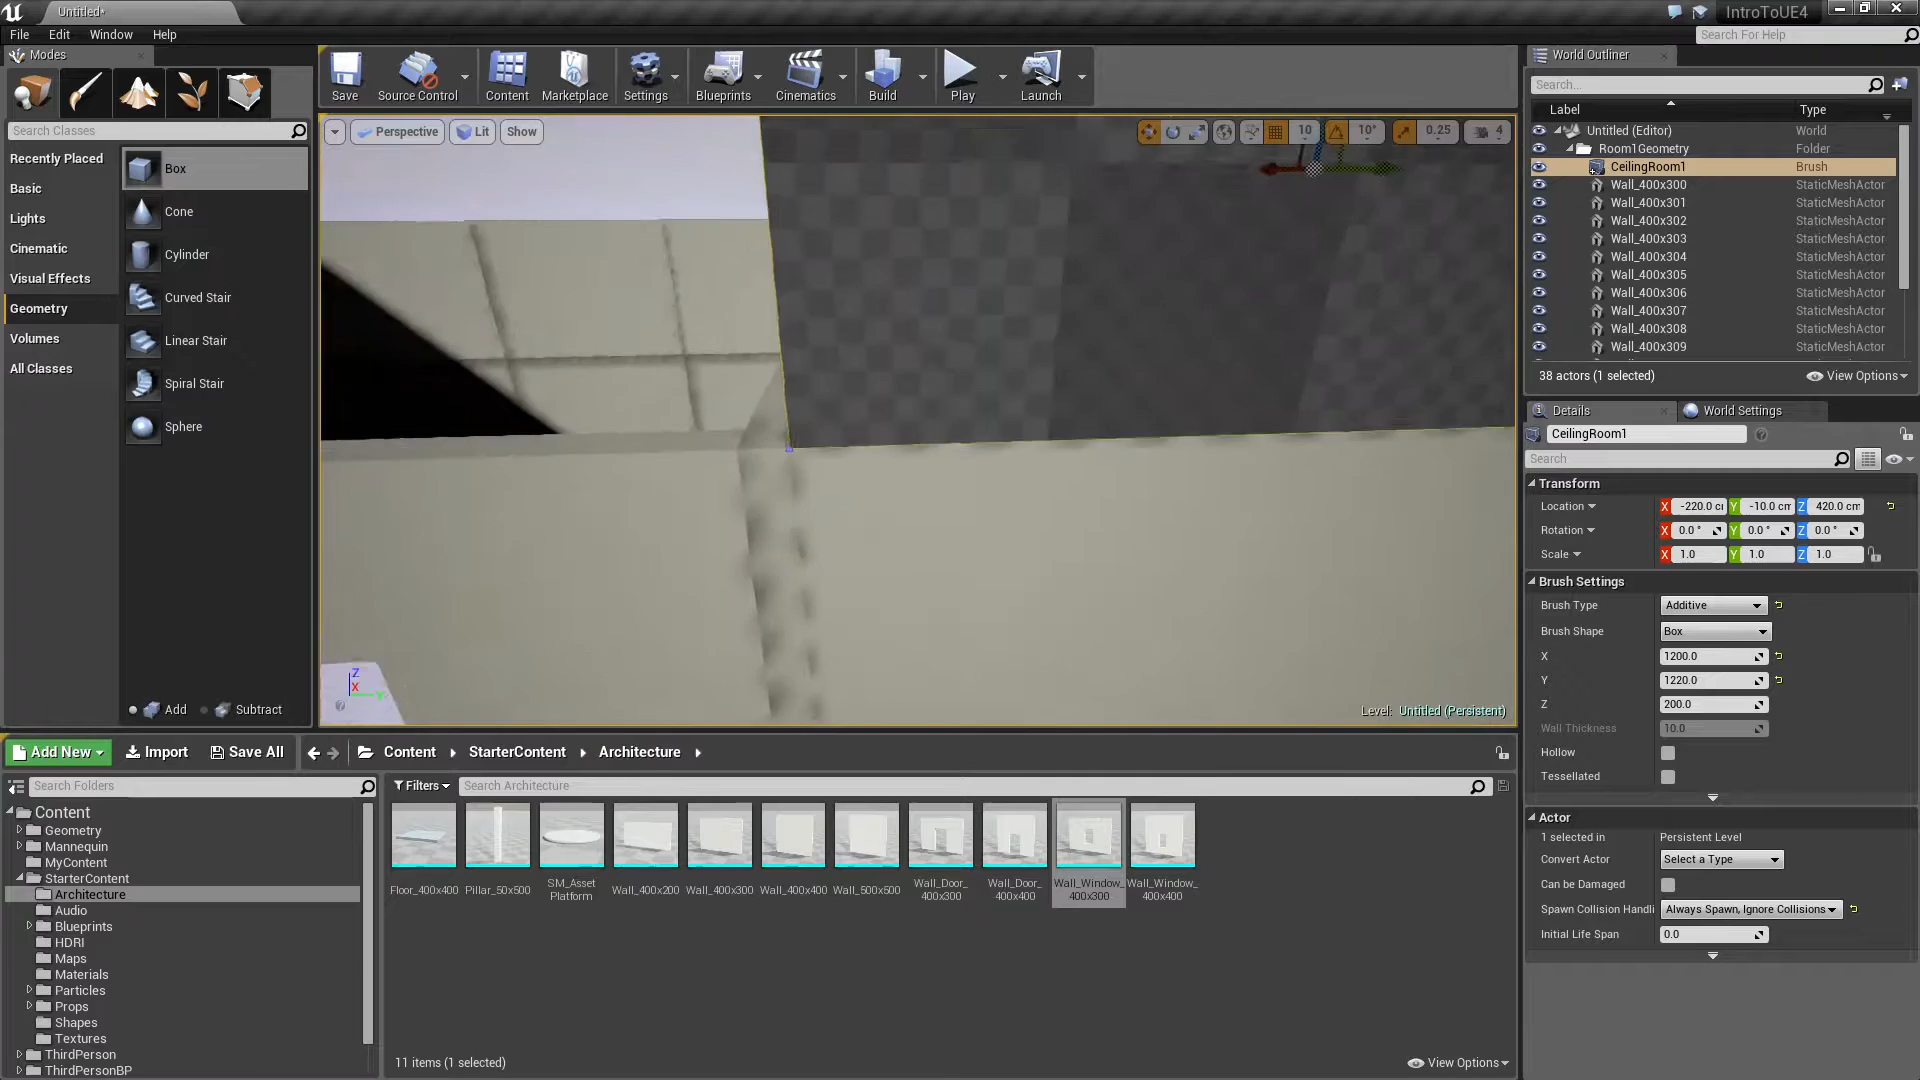 Untitled*
IntroToUE4
File Edit Window Help
Search For Help
Modes
Save Source Control Content Marketplace Settings Blueprints Cinematics Build Play Launch
Search Classes
Recently Placed
Basic
Lights
Cinematic
Visual Effects
Geometry
Volumes
All Classes
Box
Cone
Cylinder
Curved Stair
Linear Stair
Spiral Stair
Sphere
Add Subtract
Perspective Lit Show
10 10° 0.25 4
Z
X
Y
Level: Untitled (Persistent)
World Outliner
Search...
Label Type
Untitled (Editor) World
Room1Geometry Folder
CeilingRoom1 Brush
Wall_400x300 StaticMeshActor
Wall_400x301 StaticMeshActor
Wall_400x302 StaticMeshActor
Wall_400x303 StaticMeshActor
Wall_400x304 StaticMeshActor
Wall_400x305 StaticMeshActor
Wall_400x306 StaticMeshActor
Wall_400x307 StaticMeshActor
Wall_400x308 StaticMeshActor
Wall_400x309 StaticMeshActor
38 actors (1 selected) View Options
Details World Settings
CeilingRoom1
Search
Transform
Location X -220.0 c Y -10.0 cm Z 420.0 cm
Rotation X 0.0 ° Y 0.0 ° Z 0.0 °
Scale X 1.0 Y 1.0 Z 1.0
Brush Settings
Brush Type Additive
Brush Shape Box
X 1200.0
Y 1220.0
Z 200.0
Wall Thickness 10.0
Hollow
Tessellated
Actor
1 selected in Persistent Level
Convert Actor Select a Type
Can be Damaged
Spawn Collision Handli Always Spawn, Ignore Collisions
Initial Life Span 0.0
Add New Import Save All Content StarterContent Architecture
Search Folders
Filters Search Architecture
Content
Geometry
Mannequin
MyContent
StarterContent
Architecture
Audio
Blueprints
HDRI
Maps
Materials
Particles
Props
Shapes
Textures
ThirdPerson
ThirdPersonBP
Floor_400x400 Pillar_50x500 SM_Asset Platform Wall_400x200 Wall_400x300 Wall_400x400 Wall_500x500 Wall_Door_ 400x300 Wall_Door_ 400x400 Wall_Window_ 400x300 Wall_Window_ 400x400
11 items (1 selected) View Options